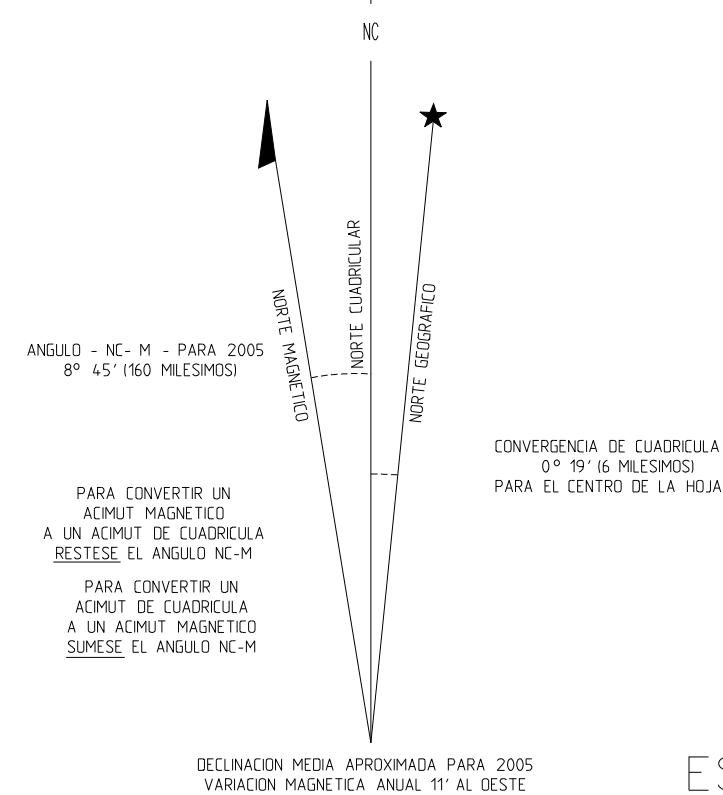 NC
NORTE CUADRICULAR
NORTE MAGNETICO
NORTE GEOGRAFICO
ANGULO - NC- M - PARA 2005
8° 45' (160 MILESIMOS)
CONVERGENCIA DE CUADRICULA
0° 19' (6 MILESIMOS)
PARA EL CENTRO DE LA HOJA
PARA CONVERTIR UN
ACIMUT MAGNETICO
A UN ACIMUT DE CUADRICULA
RESTESE EL ANGULO NC-M
PARA CONVERTIR UN
ACIMUT DE CUADRICULA
A UN ACIMUT MAGNETICO
SUMESE EL ANGULO NC-M
DECLINACION MEDIA APROXIMADA PARA 2005
VARIACION MAGNETICA ANUAL 11' AL OESTE